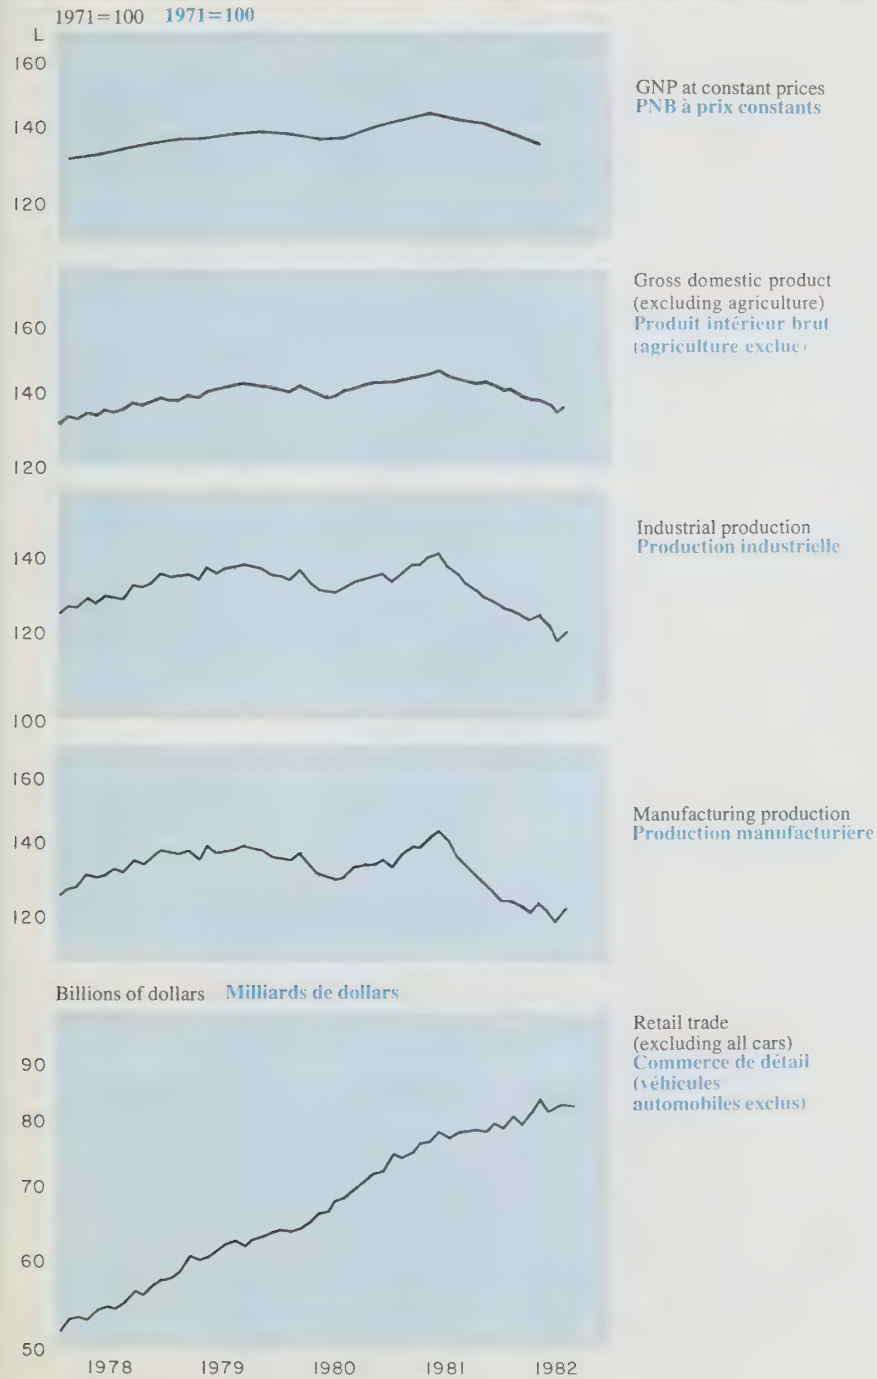 1971=100 1971=100
L
160
140
120
GNP at constant prices
PNB à prix constants
160
140
120
Gross domestic product
(excluding agriculture)
Produit intérieur brut
(agriculture exclue)
140
120
100
Industrial production
Production industrielle
160
140
120
Manufacturing production
Production manufacturière
Billions of dollars Milliards de dollars
90
80
70
60
50
Retail trade
(excluding all cars)
Commerce de détail
(véhicules
automobiles exclus)
1978 1979 1980 1981 1982